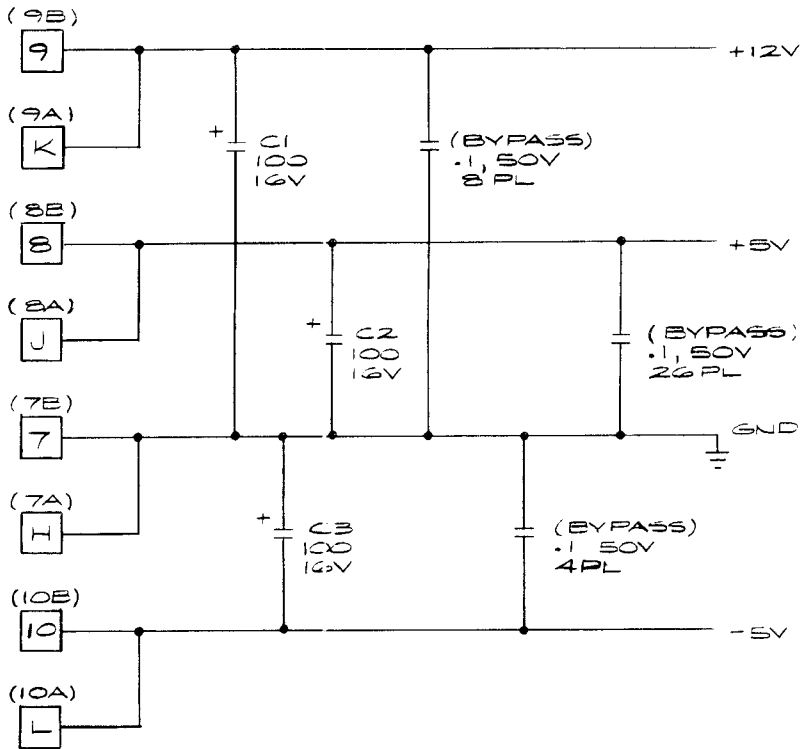 (9B)
9
+12V
(9A)
K
+
C1
100
16V
(BYPASS)
.1, 50V
8 PL
(8B)
8
+5V
(8A)
J
+
C2
100
16V
(BYPASS)
.1, 50V
26 PL
(7B)
7
GND
(7A)
H
+
C3
100
16V
(BYPASS)
.1 50V
4PL
(10B)
10
-5V
(10A)
L